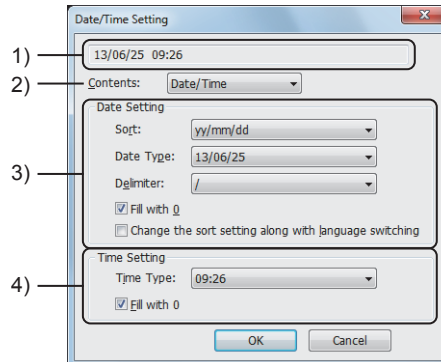 Date/Time Setting
x
1) 13/06/25 09:26
2) Contents: Date/Time
3)
Date Setting
Sort: yy/mm/dd
Date Type: 13/06/25
Delimiter: /
Fill with 0
Change the sort setting along with language switching
4)
Time Setting
Time Type: 09:26
Fill with 0
OK Cancel